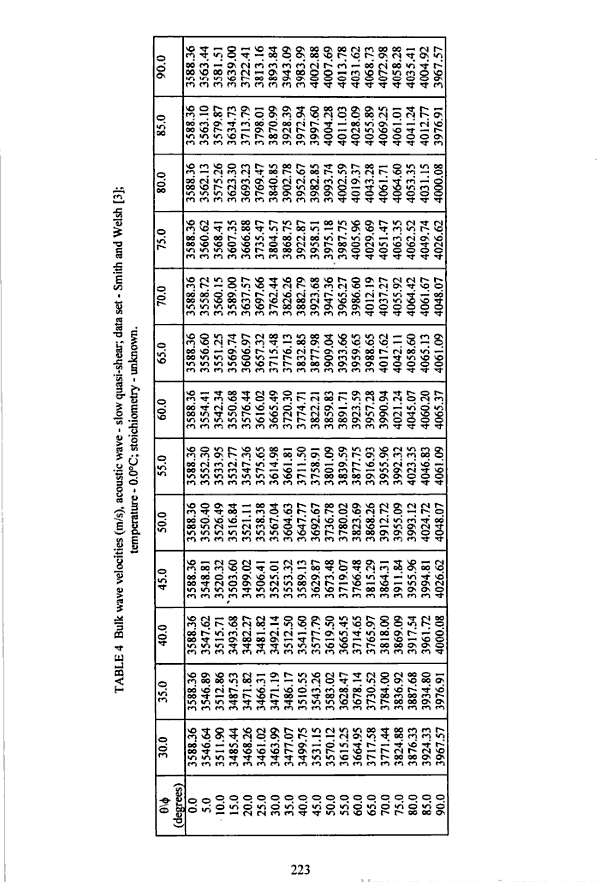 TABLE 4 Bulk wave velocities (m/s), acoustic wave - slow quasi-shear; data set - Smith and Welsh [3];
temperature - 0.0°C; stoichiometry - unknown.
θ\ϕ 30.0 35.0 40.0 45.0 50.0 55.0 60.0 65.0 70.0 75.0 80.0 85.0 90.0
(degrees)
0.0 3588.36 3588.36 3588.36 3588.36 3588.36 3588.36 3588.36 3588.36 3588.36 3588.36 3588.36 3588.36 3588.36
5.0 3546.64 3546.89 3547.62 3548.81 3550.40 3552.30 3554.41 3556.60 3558.72 3560.62 3562.13 3563.10 3563.44
10.0 3511.90 3512.86 3515.71 3520.32 3526.49 3533.95 3542.34 3551.25 3560.15 3568.41 3575.26 3579.87 3581.51
15.0 3485.44 3487.53 3493.68 3503.60 3516.84 3532.77 3550.68 3569.74 3589.00 3607.35 3623.30 3634.73 3639.00
20.0 3468.26 3471.82 3482.27 3499.02 3521.11 3547.36 3576.44 3606.97 3637.57 3666.88 3693.23 3713.79 3722.41
25.0 3461.02 3466.31 3481.82 3506.41 3538.38 3575.65 3616.02 3657.32 3697.66 3735.47 3769.47 3798.01 3813.16
30.0 3463.99 3471.19 3492.14 3525.01 3567.04 3614.98 3665.49 3715.48 3762.44 3804.57 3840.85 3870.99 3893.84
35.0 3477.07 3486.17 3512.50 3553.32 3604.63 3661.81 3720.30 3776.13 3826.26 3868.75 3902.78 3928.39 3943.09
40.0 3499.75 3510.55 3541.60 3589.13 3647.77 3711.50 3774.71 3832.85 3882.79 3922.87 3952.67 3972.94 3983.99
45.0 3531.15 3543.26 3577.79 3629.87 3692.67 3758.91 3822.21 3877.98 3923.68 3958.51 3982.85 3997.60 4002.88
50.0 3570.12 3583.02 3619.50 3673.48 3736.78 3801.09 3859.83 3909.04 3947.36 3975.18 3993.74 4004.28 4007.69
55.0 3615.25 3628.47 3665.45 3719.07 3780.02 3839.59 3891.71 3933.66 3965.27 3987.75 4002.59 4011.03 4013.78
60.0 3664.95 3678.14 3714.65 3766.48 3823.69 3877.75 3923.59 3959.65 3986.60 4005.96 4019.37 4028.09 4031.62
65.0 3717.58 3730.52 3765.97 3815.29 3868.26 3916.93 3957.28 3988.65 4012.19 4029.69 4043.28 4055.89 4068.73
70.0 3771.44 3784.00 3818.00 3864.31 3912.72 3955.96 3990.94 4017.62 4037.27 4051.47 4061.71 4069.25 4072.98
75.0 3824.88 3836.92 3869.09 3911.84 3955.09 3992.32 4021.24 4042.11 4055.92 4063.35 4064.60 4061.01 4058.28
80.0 3876.33 3887.68 3917.54 3955.96 3993.12 4023.35 4045.07 4058.60 4064.42 4062.52 4053.35 4041.24 4035.41
85.0 3924.33 3934.80 3961.72 3994.81 4024.72 4046.83 4060.20 4065.13 4061.67 4049.74 4031.15 4012.77 4004.92
90.0 3967.57 3976.91 4000.08 4026.62 4048.07 4061.09 4065.37 4061.09 4048.07 4026.62 4000.08 3976.91 3967.57
223